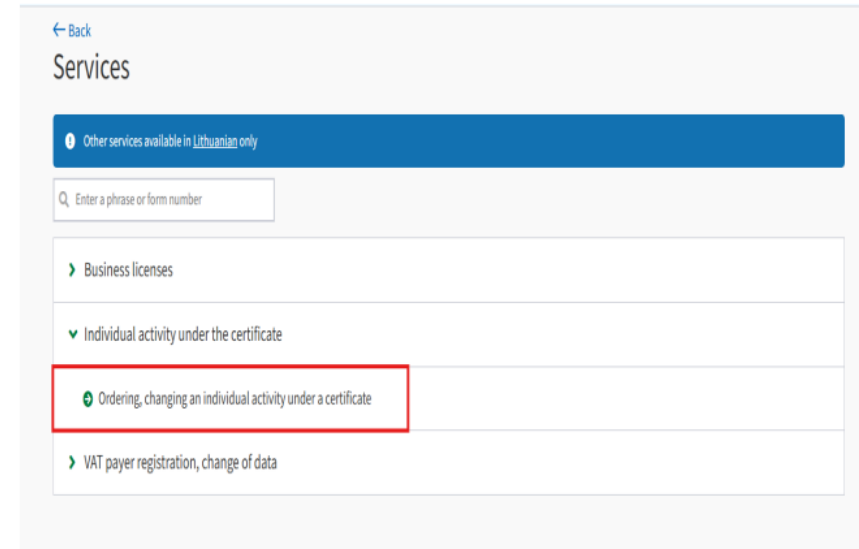 Back
Services
Other services available in Lithuanian only
Enter a phrase or form number
Business licenses
Individual activity under the certificate
Ordering, changing an individual activity under a certificate
VAT payer registration, change of data